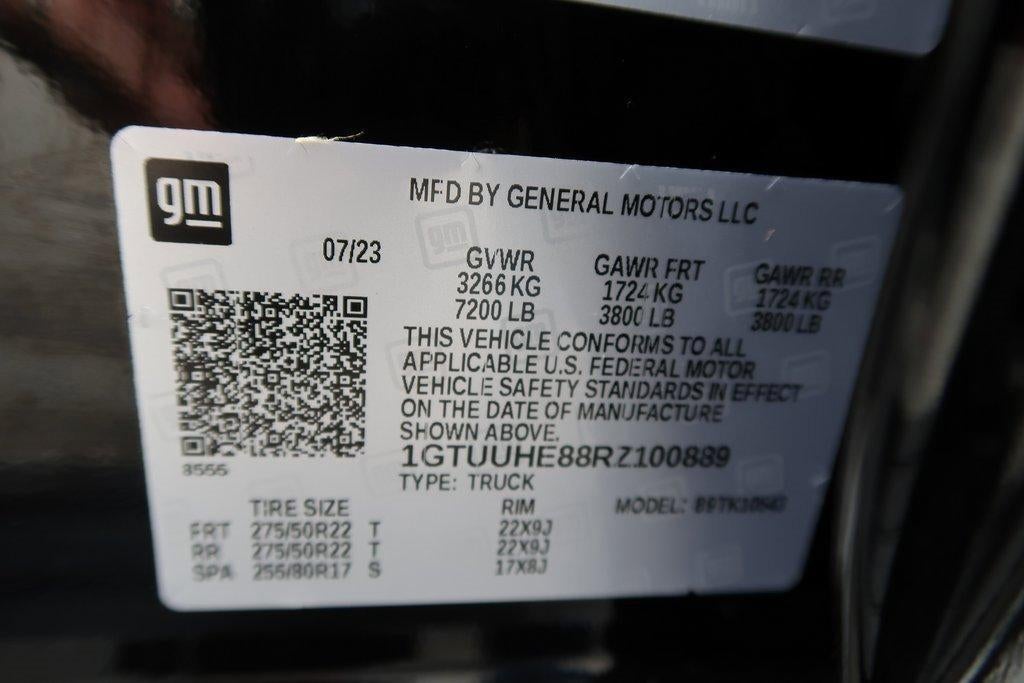 gm
MFD BY GENERAL MOTORS LLC
07/23
GVWR GAWR FRT GAWR RR
3266 KG 1724 KG 1724 KG
7200 LB 3800 LB 3800 LB
THIS VEHICLE CONFORMS TO ALL
APPLICABLE U.S. FEDERAL MOTOR
VEHICLE SAFETY STANDARDS IN EFFECT
ON THE DATE OF MANUFACTURE
SHOWN ABOVE.
8555
1GTUUHE88RZ100889
TYPE: TRUCK
TIRE SIZE RIM MODEL:
FRT 275/50R22 T 22X9J
RR 275/50R22 T 22X9J
SPA 255/80R17 S 17X8J